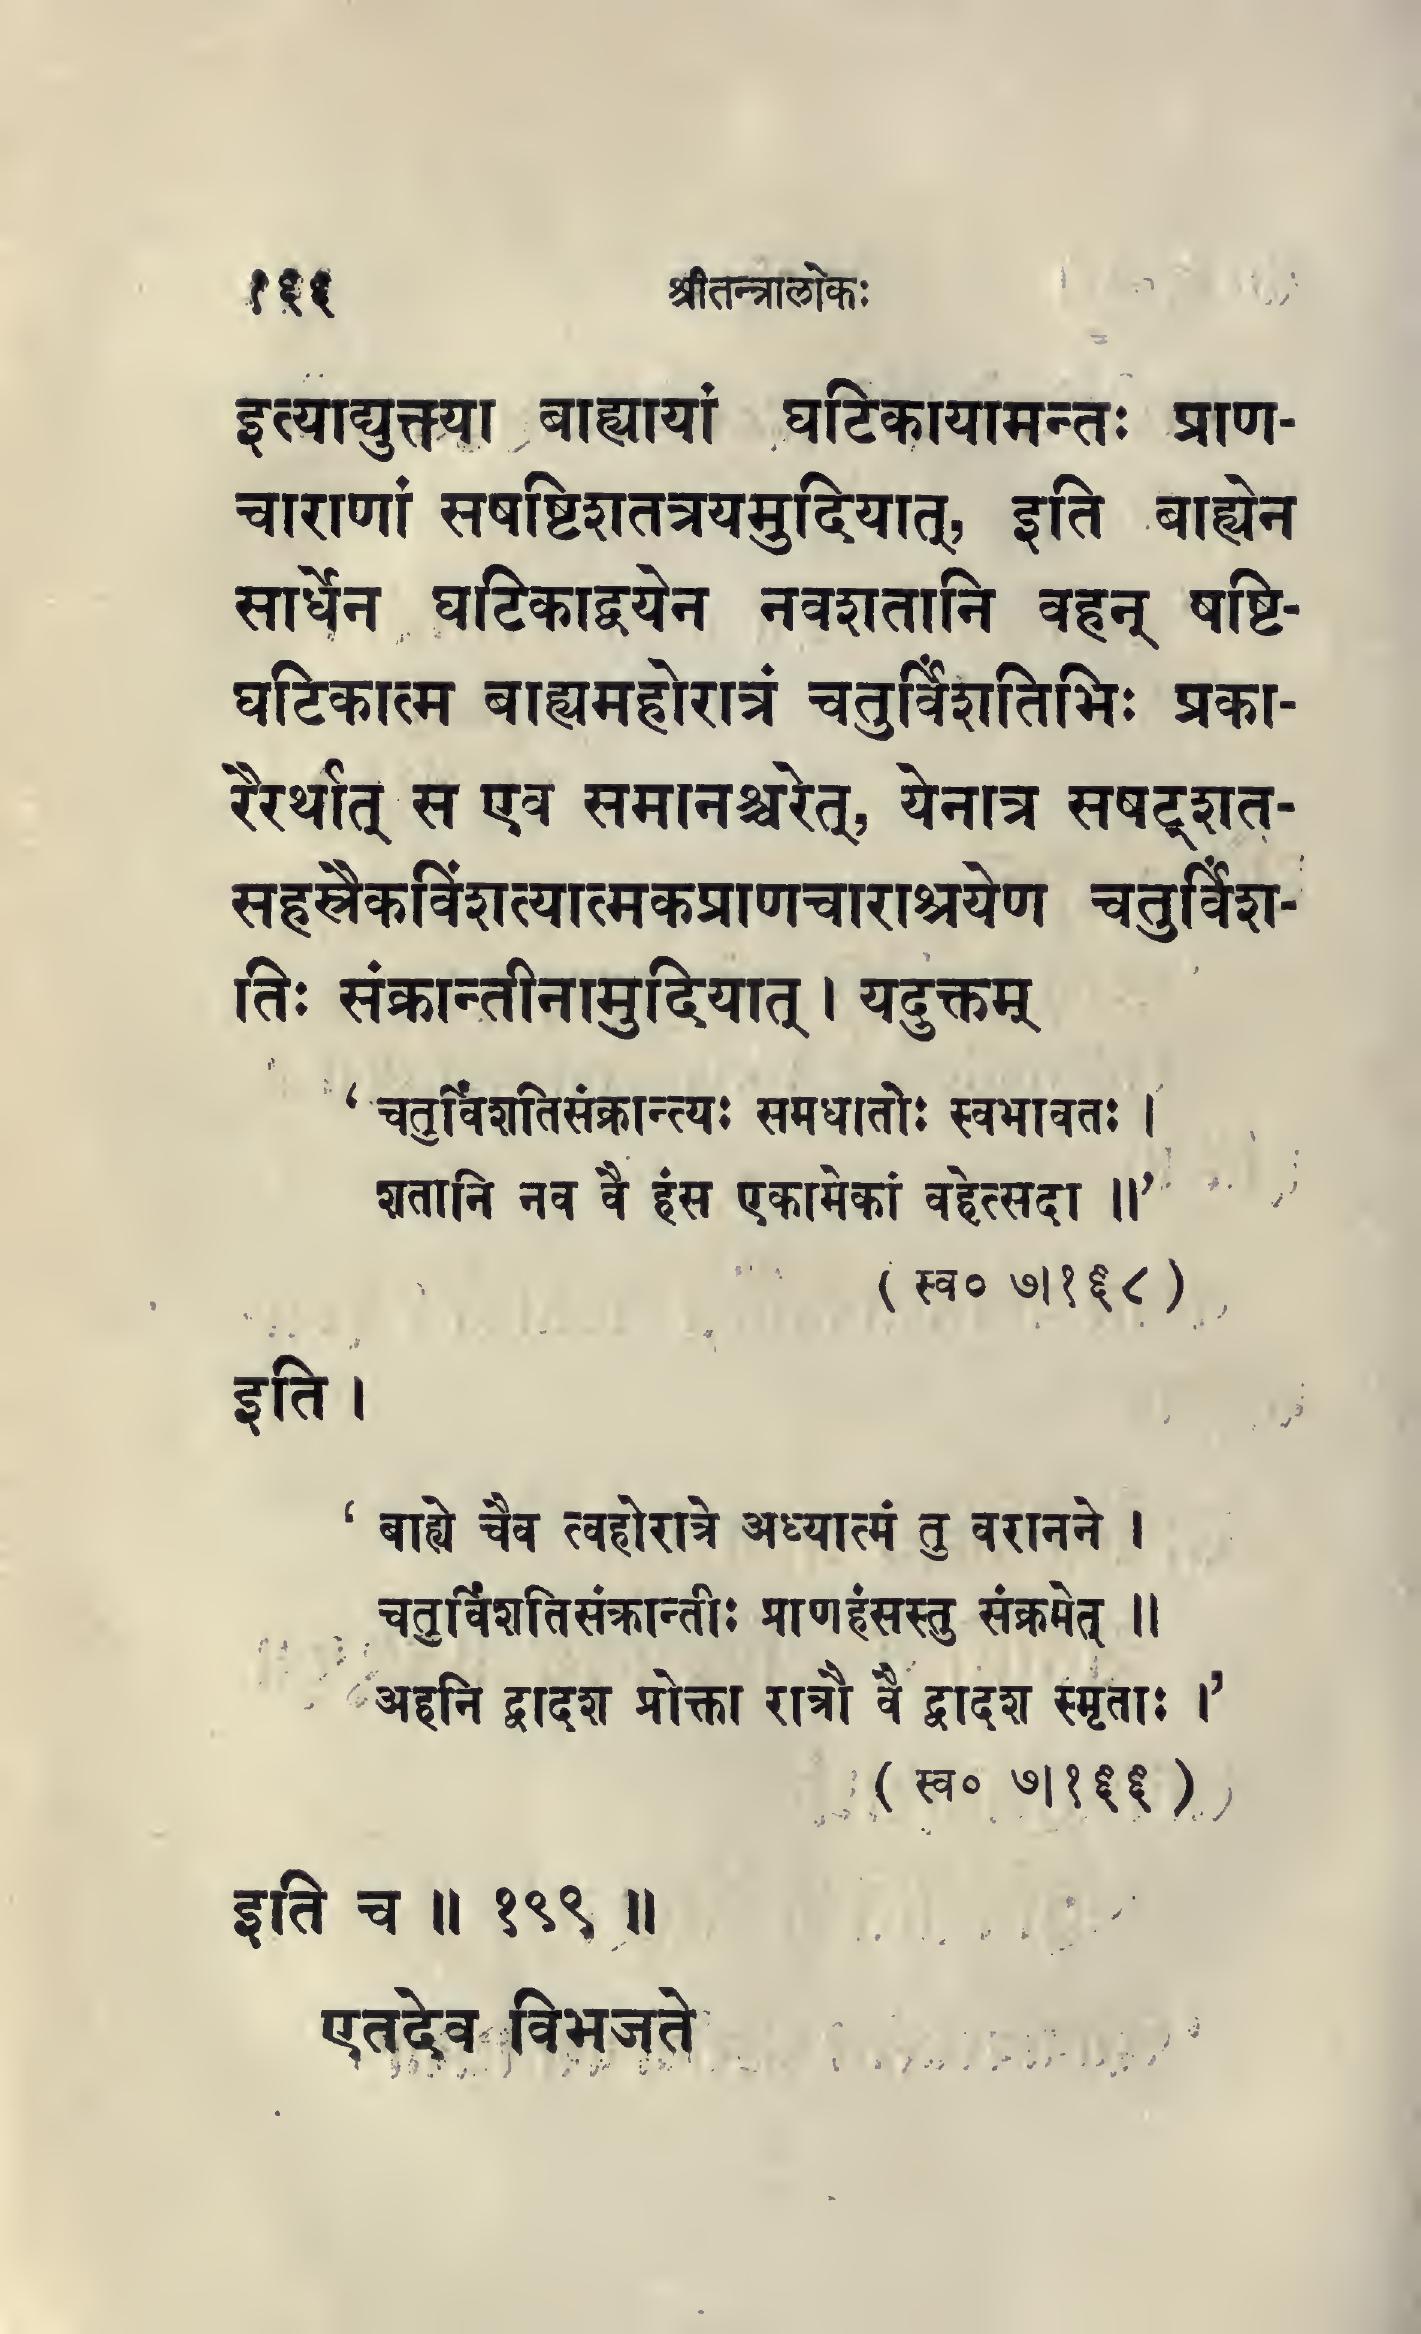 १६६ श्रीतन्त्रालोकः
इत्याद्युक्तया बाह्यायां घटिकायामन्तः प्राण-
चाराणां सषष्टिशतत्रयमुदियात्, इति बाह्येन
सार्धेन घटिकाद्वयेन नवशतानि वहन् षष्टि-
घटिकात्म बाह्यमहोरात्रं चतुर्विंशतिभिः प्रका-
रैरर्थात् स एव समानश्चरेत्, येनात्र सषट्शत-
सहस्रैकविंशत्यात्मकप्राणचाराश्रयेण चतुर्विंश-
तिः संक्रान्तीनामुदियात् । यदुक्तम्
‘ चतुर्विंशतिसंक्रान्त्यः समधातोः स्वभावतः ।
शतानि नव वै हंस एकामेकां वहेत्सदा ॥’
( स्व० ७।१६८ )
इति ।
‘ बाह्ये चैव त्वहोरात्रे अध्यात्मं तु वरानने ।
चतुर्विंशतिसंक्रान्तीः प्राणहंसस्तु संक्रमेत् ॥
अहनि द्वादश प्रोक्ता रात्रौ वै द्वादश स्मृताः ।’
( स्व० ७।१६६ )
इति च ॥ १९९ ॥
एतदेव विभजते